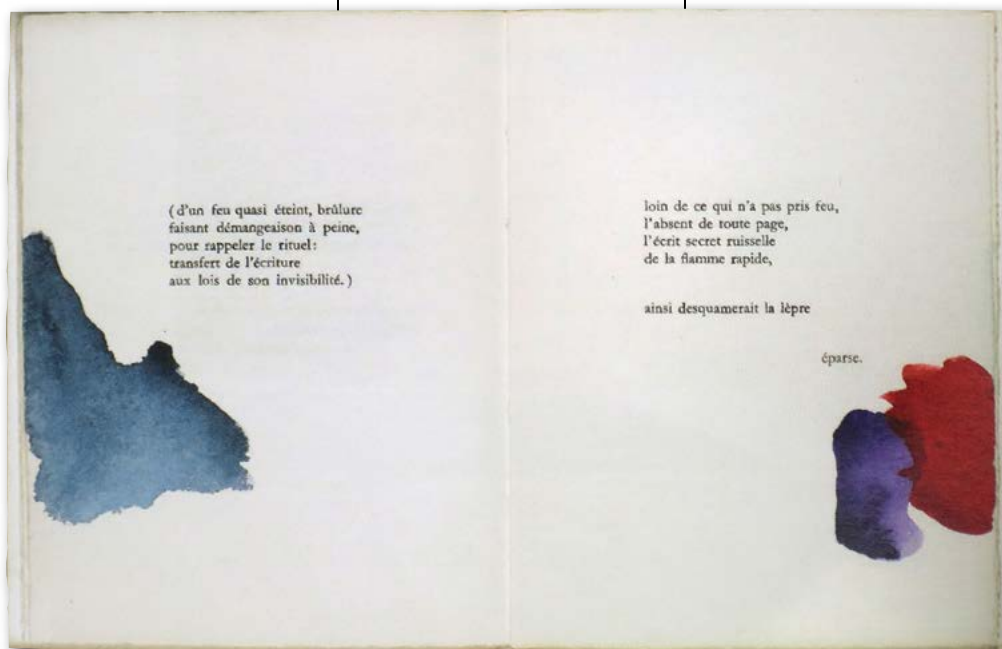 (d'un feu quasi éteint, brûlure
faisant démangeaison à peine,
pour rappeler le rituel:
transfert de l'écriture
aux lois de son invisibilité.)
loin de ce qui n'a pas pris feu,
l'absent de toute page,
l'écrit secret ruisselle
de la flamme rapide,
ainsi desquamerait la lèpre
éparse.